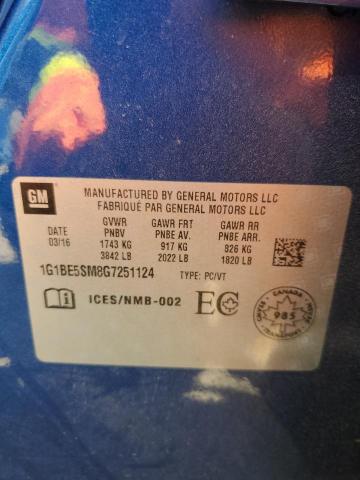 GM
MANUFACTURED BY GENERAL MOTORS LLC
FABRIQUÉ PAR GENERAL MOTORS LLC
GVWR GAWR FRT GAWR RR
PNBV PNBE AV. PNBE ARR.
03/16 1743 KG 917 KG 826 KG
3842 LB 2022 LB 1820 LB
1G1BE5SM8G7251124 TYPE: PC/VT
ICES/NMB-002 EC
CANADA
985
TRANSPORT